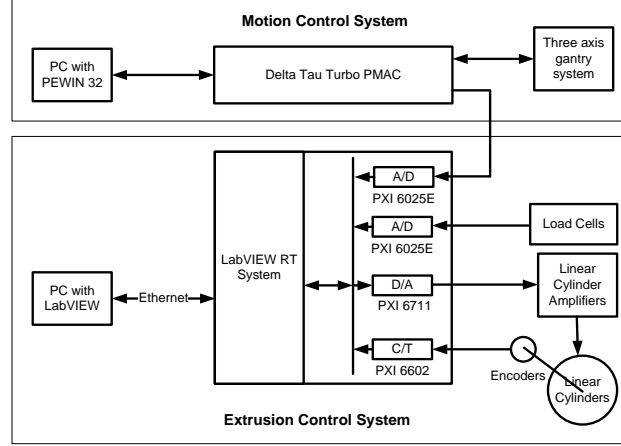 Motion Control System
PC with
PEWIN 32
Delta Tau Turbo PMAC
Three axis
gantry
system
A/D
PXI 6025E
A/D
PXI 6025E
Load Cells
LabVIEW RT
System
PC with
LabVIEW
Ethernet
D/A
PXI 6711
Linear
Cylinder
Amplifiers
C/T
PXI 6602
Encoders
Linear
Cylinders
Extrusion Control System